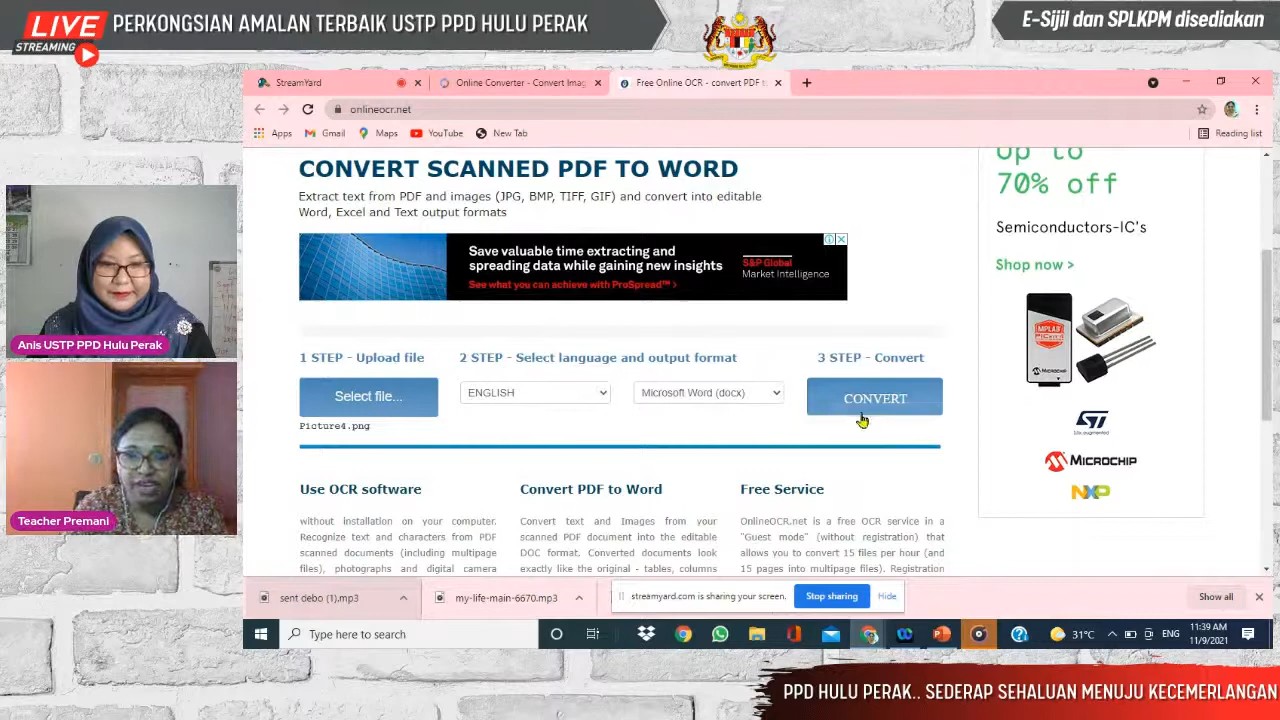 LIVE
STREAMING
PERKONGSIAN AMALAN TERBAIK USTP PPD HULU PERAK
E-Sijil dan SPLKPM disediakan
StreamYard
Online Converter - Convert Imag
Free Online OCR - convert PDF t
onlineocr.net
Apps
Gmail
Maps
YouTube
New Tab
Reading list
CONVERT SCANNED PDF TO WORD
Extract text from PDF and images (JPG, BMP, TIFF, GIF) and convert into editable
Word, Excel and Text output formats
Save valuable time extracting and
spreading data while gaining new insights
See what you can achieve with ProSpread™ >
S&P Global
Market Intelligence
Up to
70% off
Semiconductors-IC's
Shop now >
MICROCHIP
NXP
1 STEP - Upload file
2 STEP - Select language and output format
3 STEP - Convert
Select file...
ENGLISH
Microsoft Word (docx)
CONVERT
Picture4.png
Use OCR software
without installation on your computer.
Recognize text and characters from PDF
scanned documents (including multipage
files), photographs and digital camera
Convert PDF to Word
Convert text and Images from your
scanned PDF document into the editable
DOC format. Converted documents look
exactly like the original - tables, columns
Free Service
OnlineOCR.net is a free OCR service in a
"Guest mode" (without registration) that
allows you to convert 15 files per hour (and
15 pages into multipage files). Registration
Anis USTP PPD Hulu Perak
Teacher Premani
sent debo (1).mp3
my-life-main-6670.mp3
streamyard.com is sharing your screen.
Stop sharing
Hide
Show all
Type here to search
31°C
ENG
11:39 AM
11/9/2021
PPD HULU PERAK.. SEDERAP SEHALUAN MENUJU KECEMERLANGAN